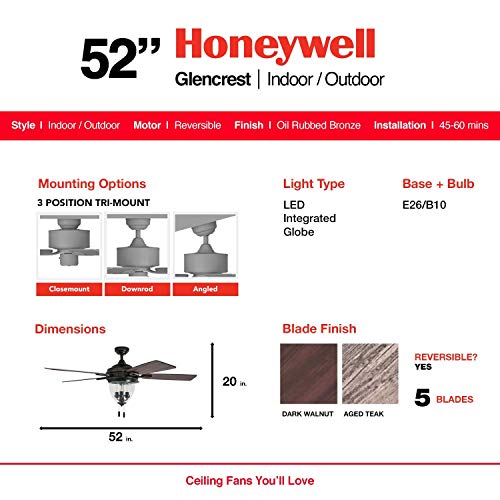 52” Honeywell
Glencrest | Indoor / Outdoor
Style | Indoor / Outdoor Motor | Reversible Finish | Oil Rubbed Bronze Installation | 45-60 mins
Mounting Options
3 POSITION TRI-MOUNT
Closemount Downrod Angled
Light Type
LED
Integrated
Globe
Base + Bulb
E26/B10
Dimensions
20 in.
52 in.
Blade Finish
DARK WALNUT AGED TEAK
REVERSIBLE?
YES
5 BLADES
Ceiling Fans You’ll Love